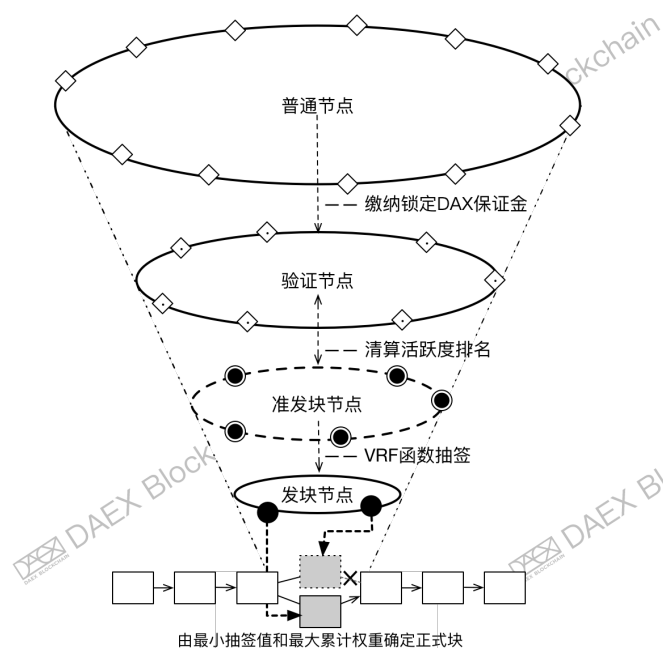 ockchain
普通节点
缴纳锁定DAX保证金
验证节点
清算活跃度排名
准发块节点
VRF函数抽签
发块节点
DAEX Block
DAEX BLOCKCHAIN
DAEX B
DAEX BLOCKCHAIN
由最小抽签值和最大累计权重确定正式块